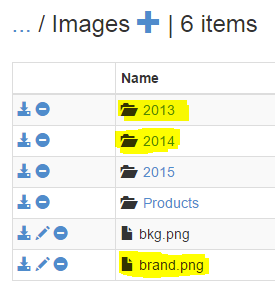 ... / Images + | 6 items
Name
2013
2014
2015
Products
bkg.png
brand.png